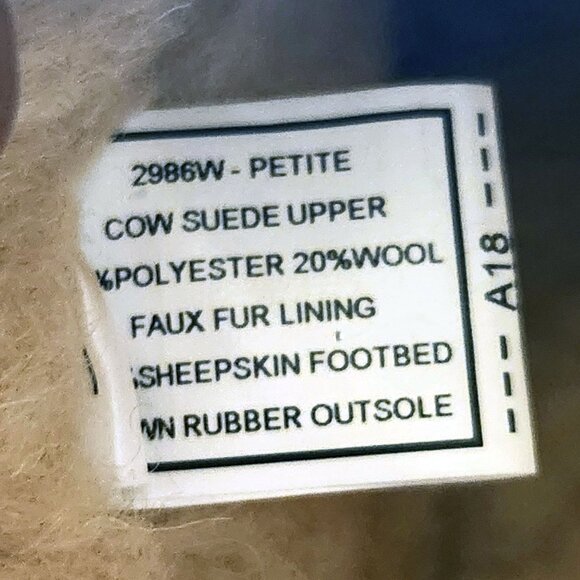 2986W - PETITE
COW SUEDE UPPER
%POLYESTER 20%WOOL
FAUX FUR LINING
SHEEPSKIN FOOTBED
WN RUBBER OUTSOLE
--- A18 ---